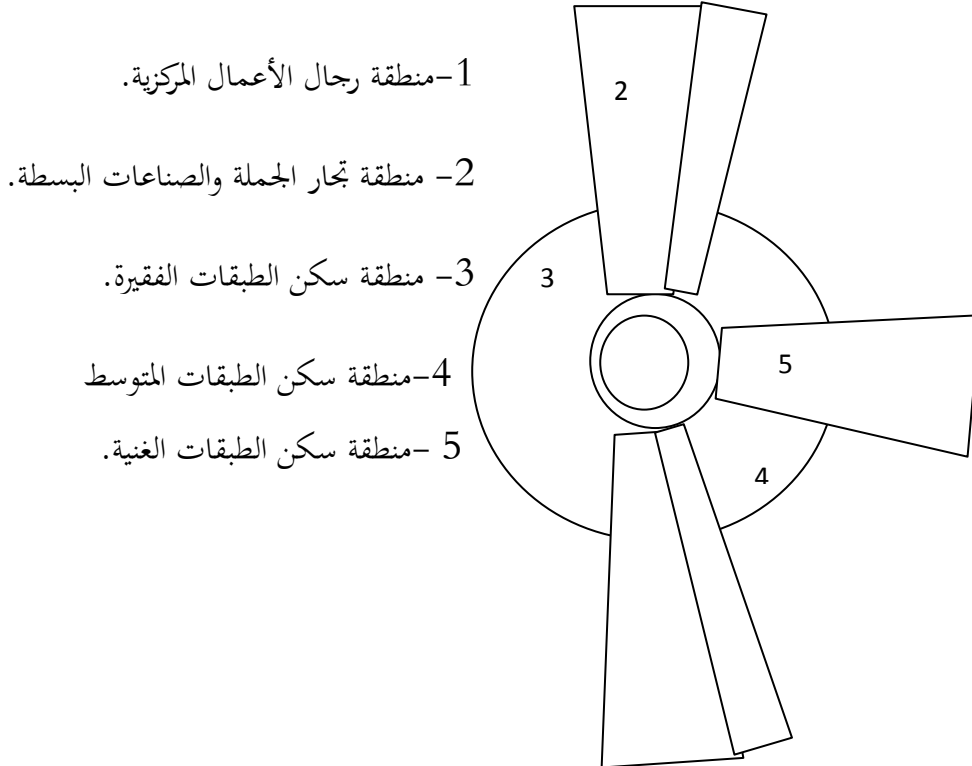 1-منطقة رجال الأعمال المركزية.
2- منطقة تجار الجملة والصناعات البسطة.
3- منطقة سكن الطبقات الفقيرة.
4-منطقة سكن الطبقات المتوسط
5 -منطقة سكن الطبقات الغنية.
2
3
5
4